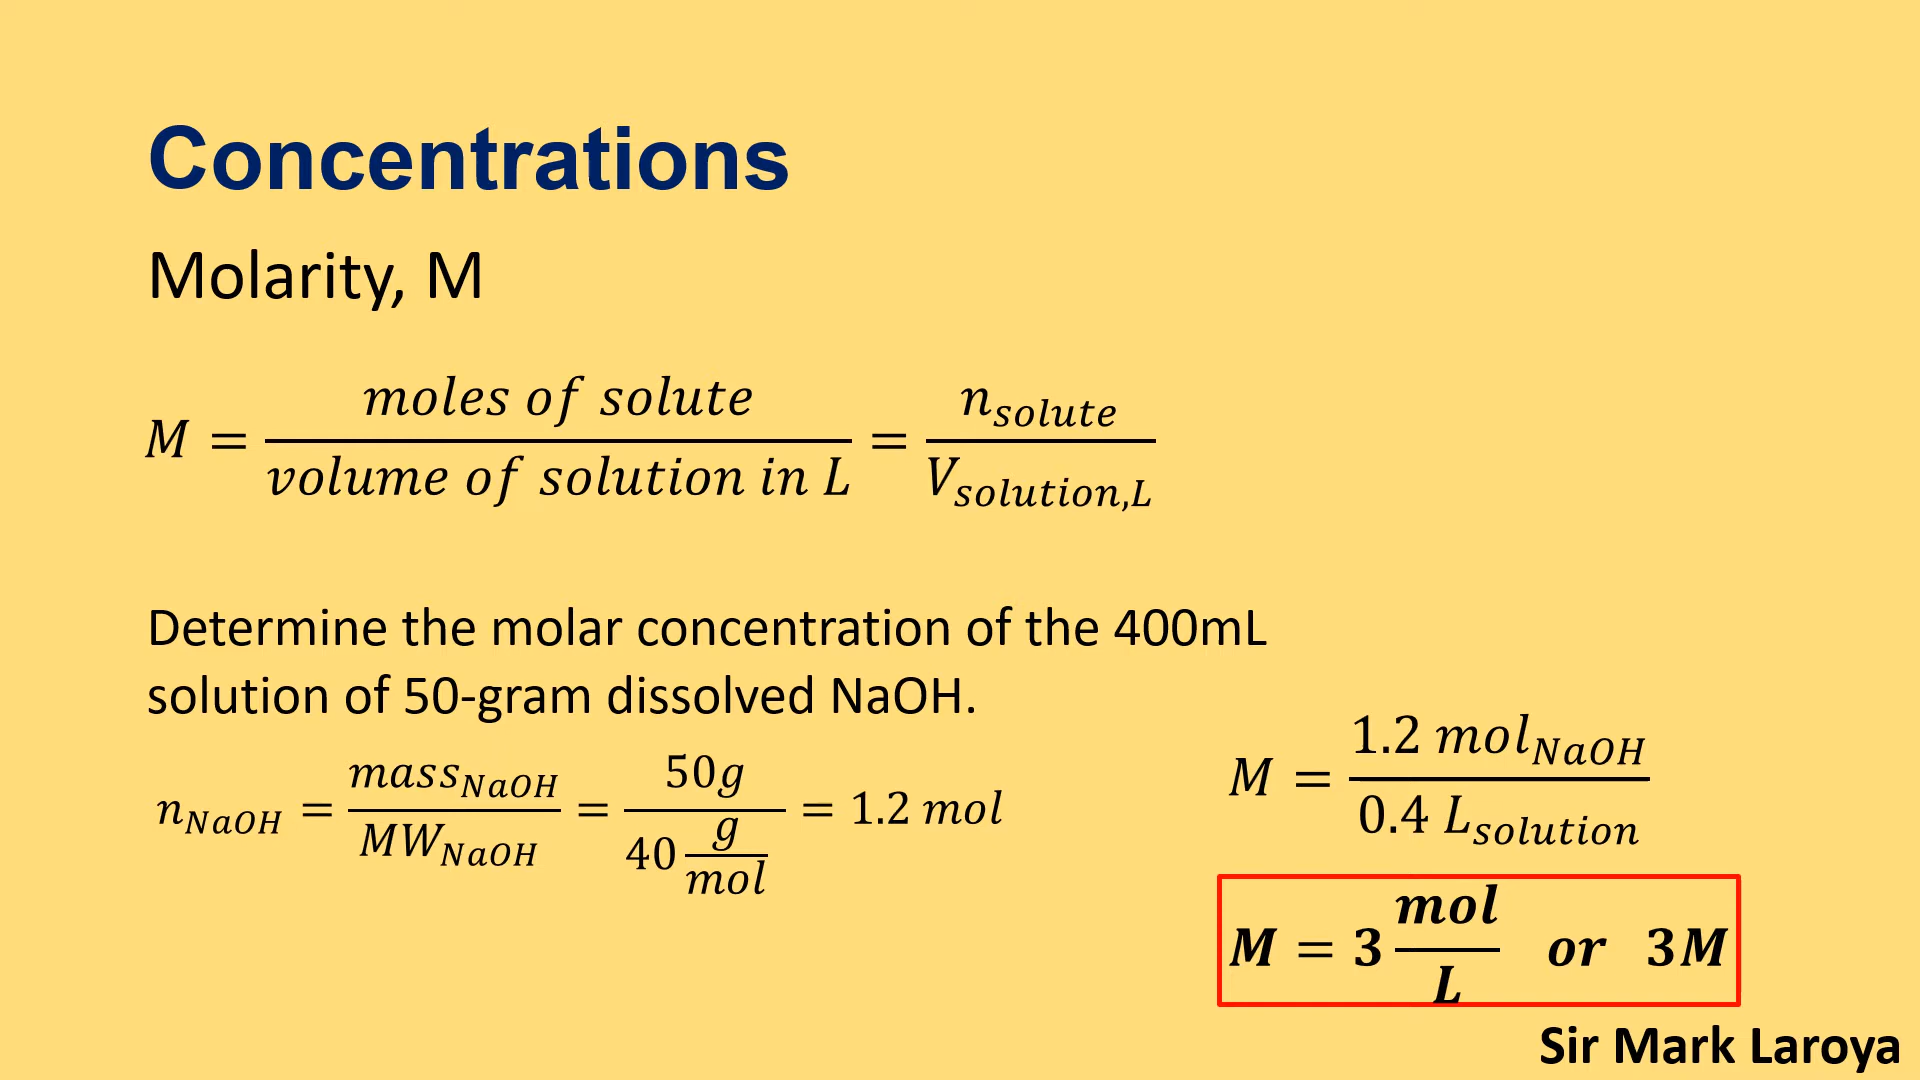 Concentrations
Molarity, M
M = moles of solute / volume of solution in L = n_solute / V_solution,L
Determine the molar concentration of the 400mL
solution of 50-gram dissolved NaOH.
n_NaOH = mass_NaOH / MW_NaOH = 50g / 40 g/mol = 1.2 mol
M = 1.2 mol_NaOH / 0.4 L_solution
M = 3 mol/L or 3M
Sir Mark Laroya